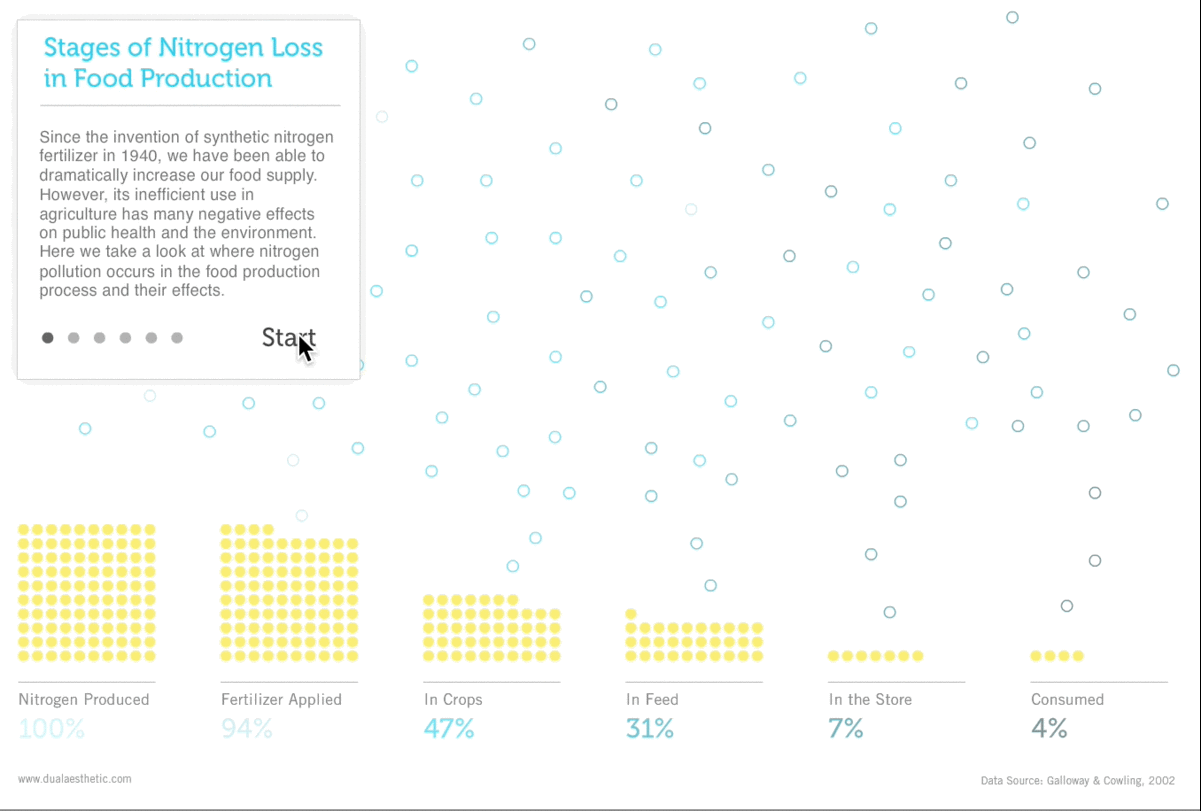 Stages of Nitrogen Loss
in Food Production
Since the invention of synthetic nitrogen
fertilizer in 1940, we have been able to
dramatically increase our food supply.
However, its inefficient use in
agriculture has many negative effects
on public health and the environment.
Here we take a look at where nitrogen
pollution occurs in the food production
process and their effects.
Start
Nitrogen Produced
100%
Fertilizer Applied
94%
In Crops
47%
In Feed
31%
In the Store
7%
Consumed
4%
www.dualaesthetic.com
Data Source: Galloway & Cowling, 2002